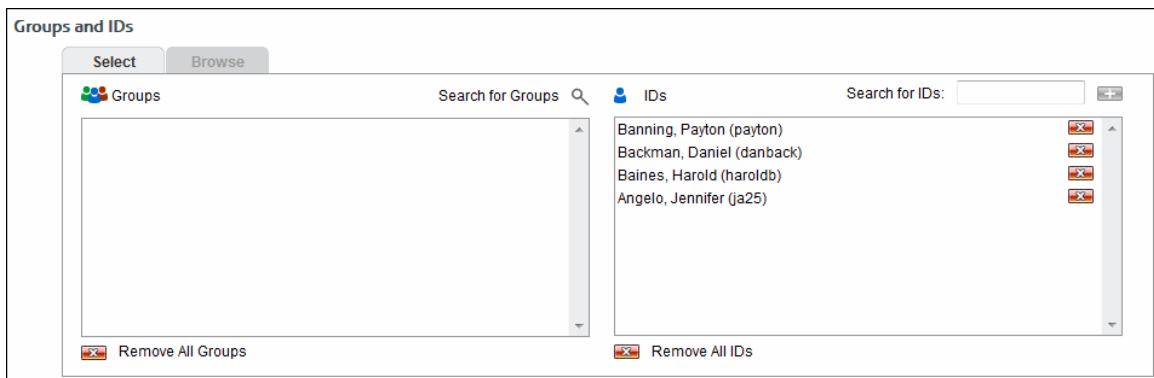 Groups and IDs
Select Browse
Groups Search for Groups IDs Search for IDs:
Banning, Payton (payton)
Backman, Daniel (danback)
Baines, Harold (haroldb)
Angelo, Jennifer (ja25)
Remove All Groups Remove All IDs